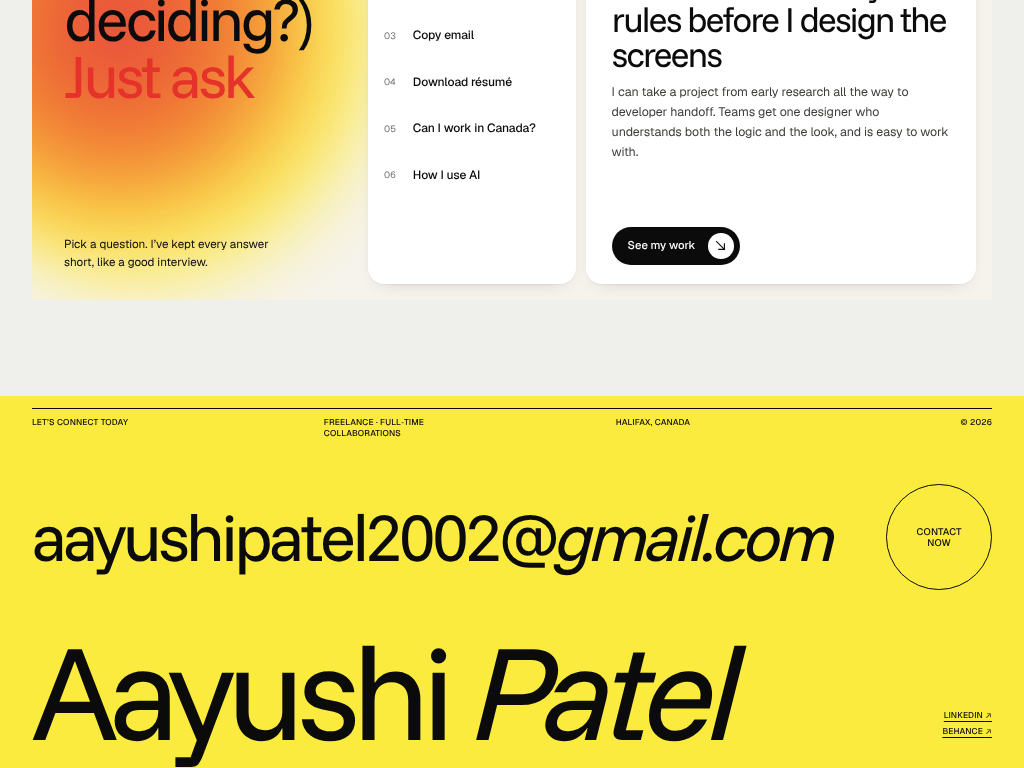 deciding?)
Just ask
Pick a question. I've kept every answer
short, like a good interview.
03 Copy email
04 Download résumé
05 Can I work in Canada?
06 How I use AI
rules before I design the
screens
I can take a project from early research all the way to
developer handoff. Teams get one designer who
understands both the logic and the look, and is easy to work
with.
See my work
LET'S CONNECT TODAY
FREELANCE · FULL-TIME
COLLABORATIONS
HALIFAX, CANADA
© 2026
aayushipatel2002@gmail.com
CONTACT
NOW
Aayushi Patel
LINKEDIN ↗
BEHANCE ↗